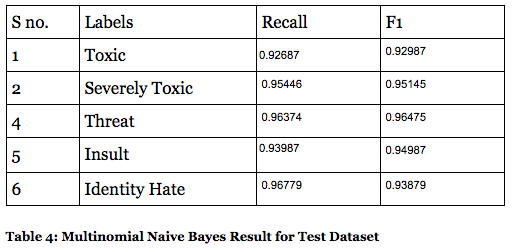 S no. Labels Recall F1
1 Toxic 0.92687 0.92987
2 Severely Toxic 0.95446 0.95145
4 Threat 0.96374 0.96475
5 Insult 0.93987 0.94987
6 Identity Hate 0.96779 0.93879
Table 4: Multinomial Naive Bayes Result for Test Dataset